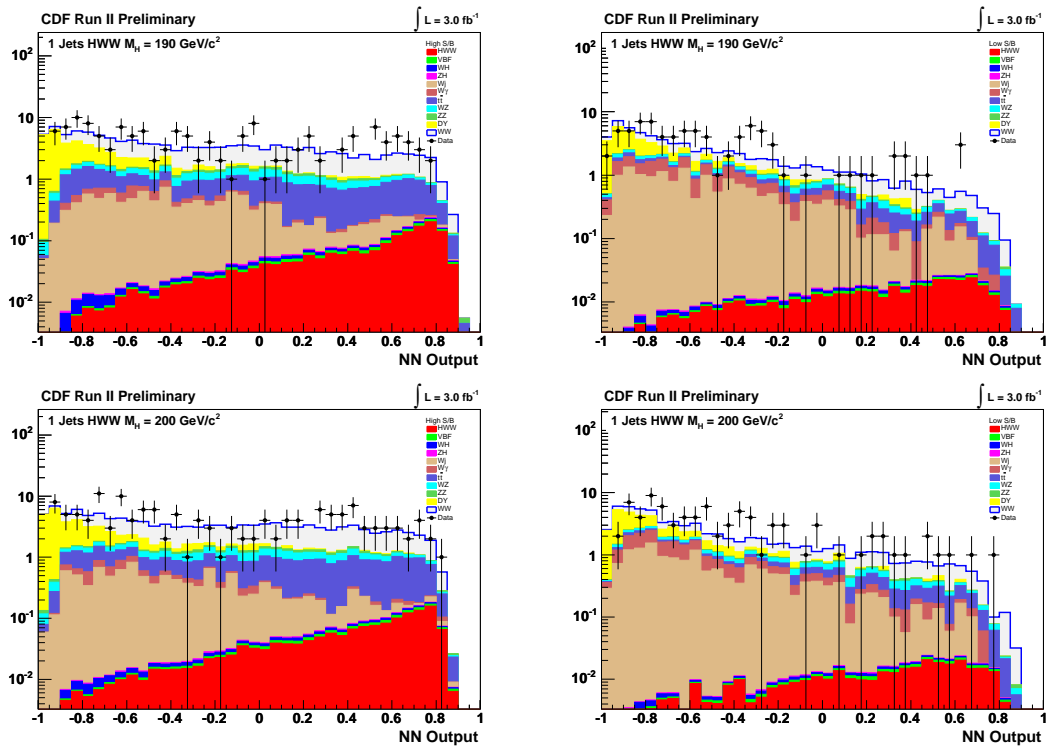 CDF Run II Preliminary
∫ L = 3.0 fb⁻¹
1 Jets HWW M_H = 190 GeV/c²
High S/B
HWW
VBF
WH
ZH
Wj
Wγ
tt̄
WZ
ZZ
DY
WW
Data
10²
10
1
10⁻¹
10⁻²
-1 -0.8 -0.6 -0.4 -0.2 0 0.2 0.4 0.6 0.8 1
NN Output
CDF Run II Preliminary
∫ L = 3.0 fb⁻¹
1 Jets HWW M_H = 190 GeV/c²
Low S/B
HWW
VBF
WH
ZH
Wj
Wγ
tt̄
WZ
ZZ
DY
WW
Data
10²
10
1
10⁻¹
10⁻²
-1 -0.8 -0.6 -0.4 -0.2 0 0.2 0.4 0.6 0.8 1
NN Output
CDF Run II Preliminary
∫ L = 3.0 fb⁻¹
1 Jets HWW M_H = 200 GeV/c²
High S/B
HWW
VBF
WH
ZH
Wj
Wγ
tt̄
WZ
ZZ
DY
WW
Data
10²
10
1
10⁻¹
10⁻²
-1 -0.8 -0.6 -0.4 -0.2 0 0.2 0.4 0.6 0.8 1
NN Output
CDF Run II Preliminary
∫ L = 3.0 fb⁻¹
1 Jets HWW M_H = 200 GeV/c²
Low S/B
HWW
VBF
WH
ZH
Wj
Wγ
tt̄
WZ
ZZ
DY
WW
Data
10²
10
1
10⁻¹
10⁻²
-1 -0.8 -0.6 -0.4 -0.2 0 0.2 0.4 0.6 0.8 1
NN Output